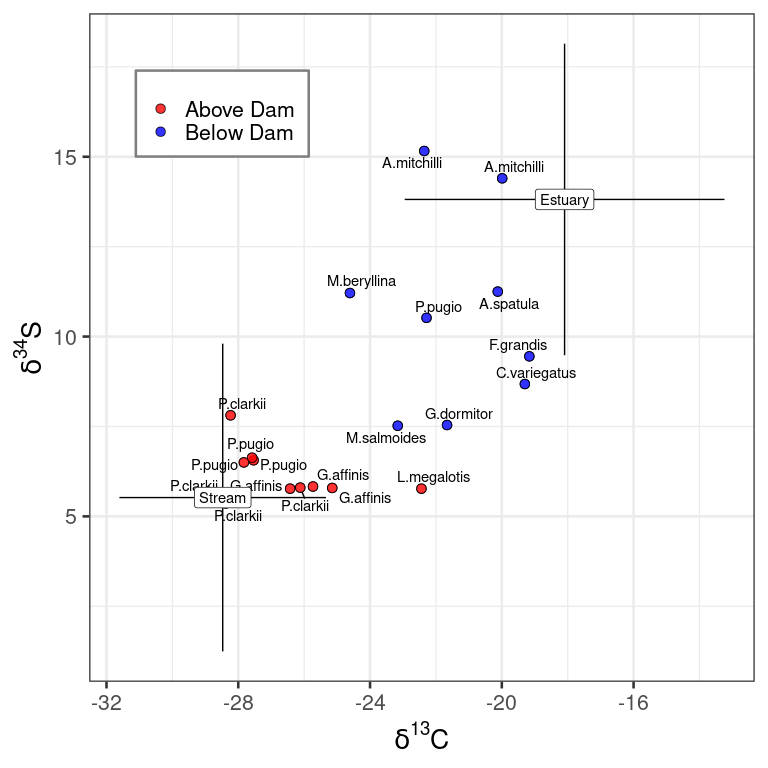 Above Dam
Below Dam
A.mitchilli
A.mitchilli
Estuary
M.beryllina
P.pugio
A.spatula
F.grandis
C.variegatus
P.clarkii
G.dormitor
M.salmoides
P.pugio
P.pugio
P.pugio
G.affinis
L.megalotis
P.clarkii
G.affinis
Stream
G.affinis
P.clarkii
P.clarkii
15
10
5
-32
-28
-24
-20
-16
δ34S
δ13C